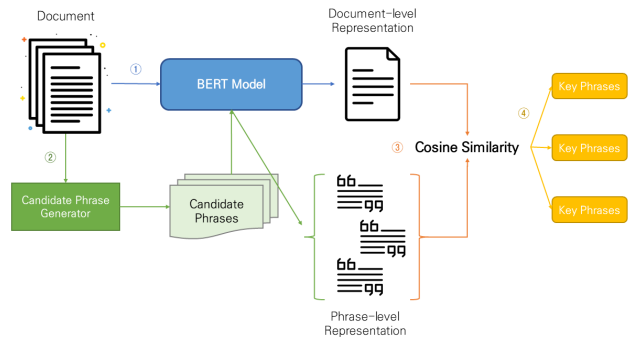 Document
Document-level
Representation
①
BERT Model
④
Key Phrases
②
③
Cosine Similarity
Key Phrases
Candidate Phrase
Generator
Candidate
Phrases
Key Phrases
Phrase-level
Representation